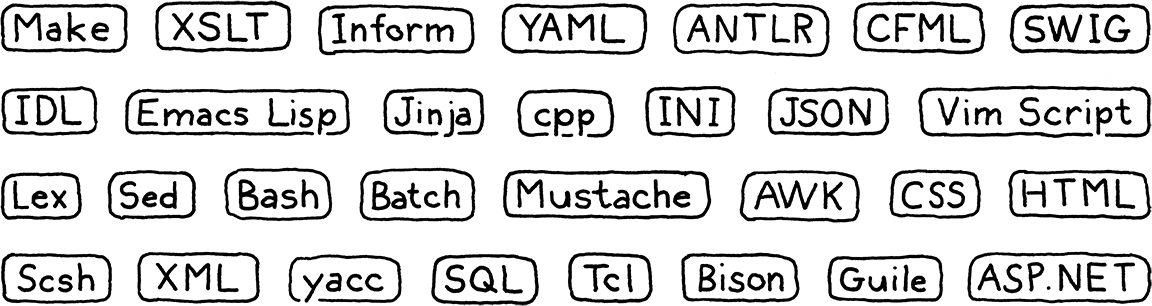 Make XSLT Inform YAML ANTLR CFML SWIG
IDL Emacs Lisp Jinja cpp INI JSON Vim Script
Lex Sed Bash Batch Mustache AWK CSS HTML
Scsh XML yacc SQL Tcl Bison Guile ASP.NET